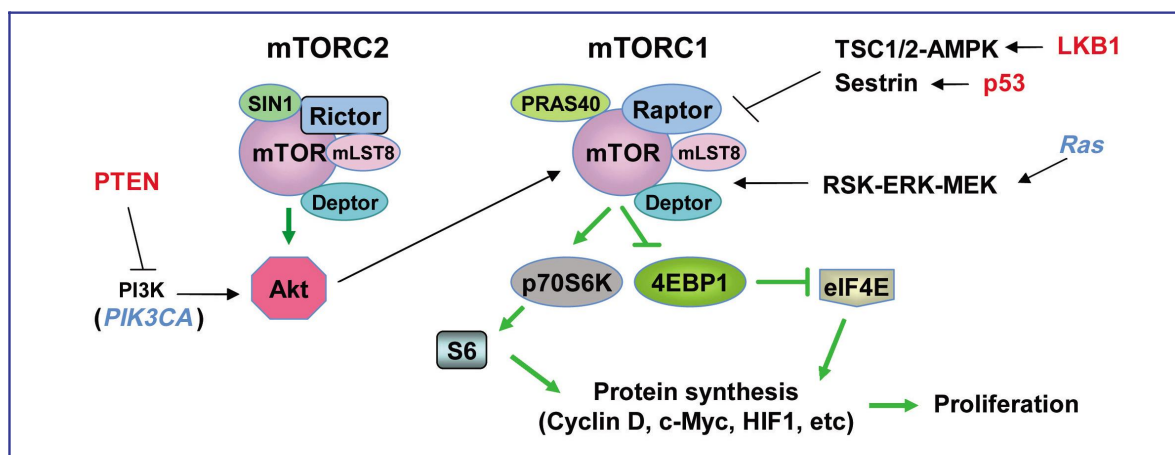 mTORC2
mTORC1
TSC1/2-AMPK
LKB1
Sestrin
p53
SIN1
Rictor
mTOR
mLST8
Deptor
PRAS40
Raptor
mTOR
mLST8
Deptor
Ras
RSK-ERK-MEK
PTEN
PI3K
(PIK3CA)
Akt
p70S6K
4EBP1
eIF4E
S6
Protein synthesis
(Cyclin D, c-Myc, HIF1, etc)
Proliferation